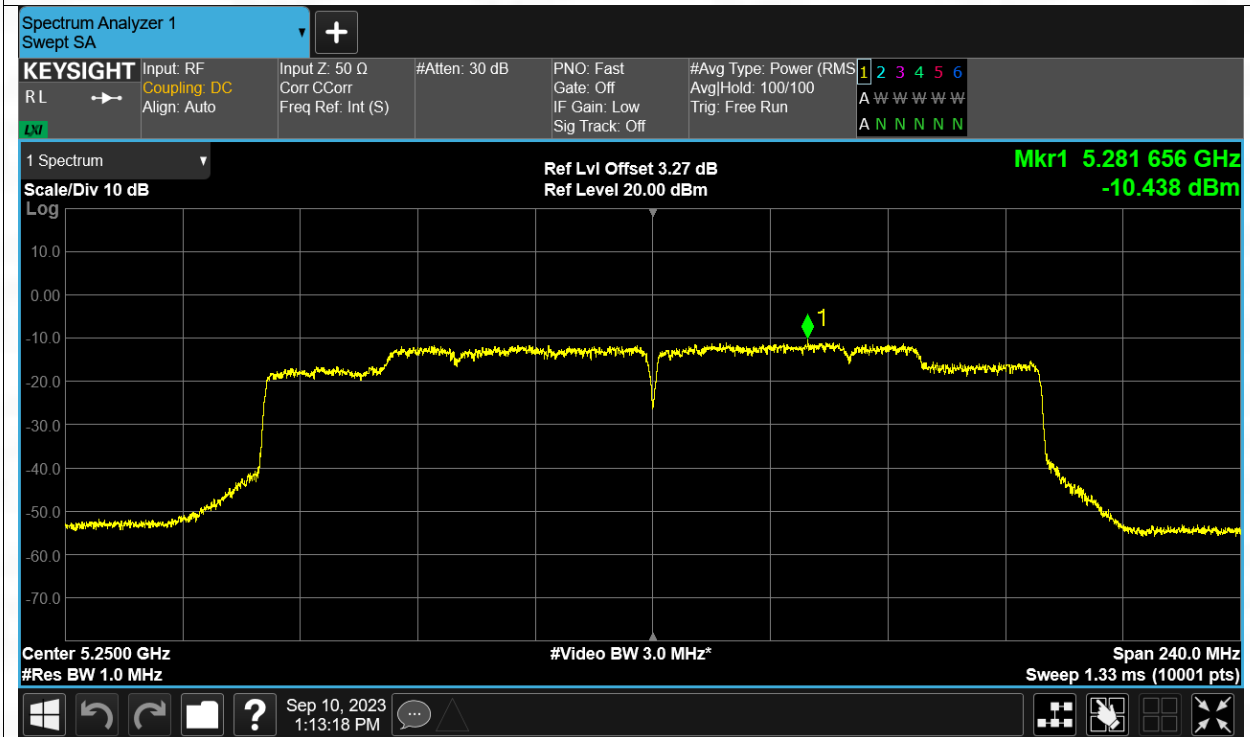 Spectrum Analyzer 1
Swept SA
KEYSIGHT
R L
LXI
Input: RF
Coupling: DC
Align: Auto
Input Z: 50 Ω
Corr CCorr
Freq Ref: Int (S)
#Atten: 30 dB
PNO: Fast
Gate: Off
IF Gain: Low
Sig Track: Off
#Avg Type: Power (RMS
Avg|Hold: 100/100
Trig: Free Run
1 2 3 4 5 6
A W W W W W
A N N N N N
1 Spectrum
Scale/Div 10 dB
Log
Ref Lvl Offset 3.27 dB
Ref Level 20.00 dBm
Mkr1 5.281 656 GHz
-10.438 dBm
10.0
0.00
-10.0
-20.0
-30.0
-40.0
-50.0
-60.0
-70.0
1
Center 5.2500 GHz
#Res BW 1.0 MHz
#Video BW 3.0 MHz*
Span 240.0 MHz
Sweep 1.33 ms (10001 pts)
?
Sep 10, 2023
1:13:18 PM